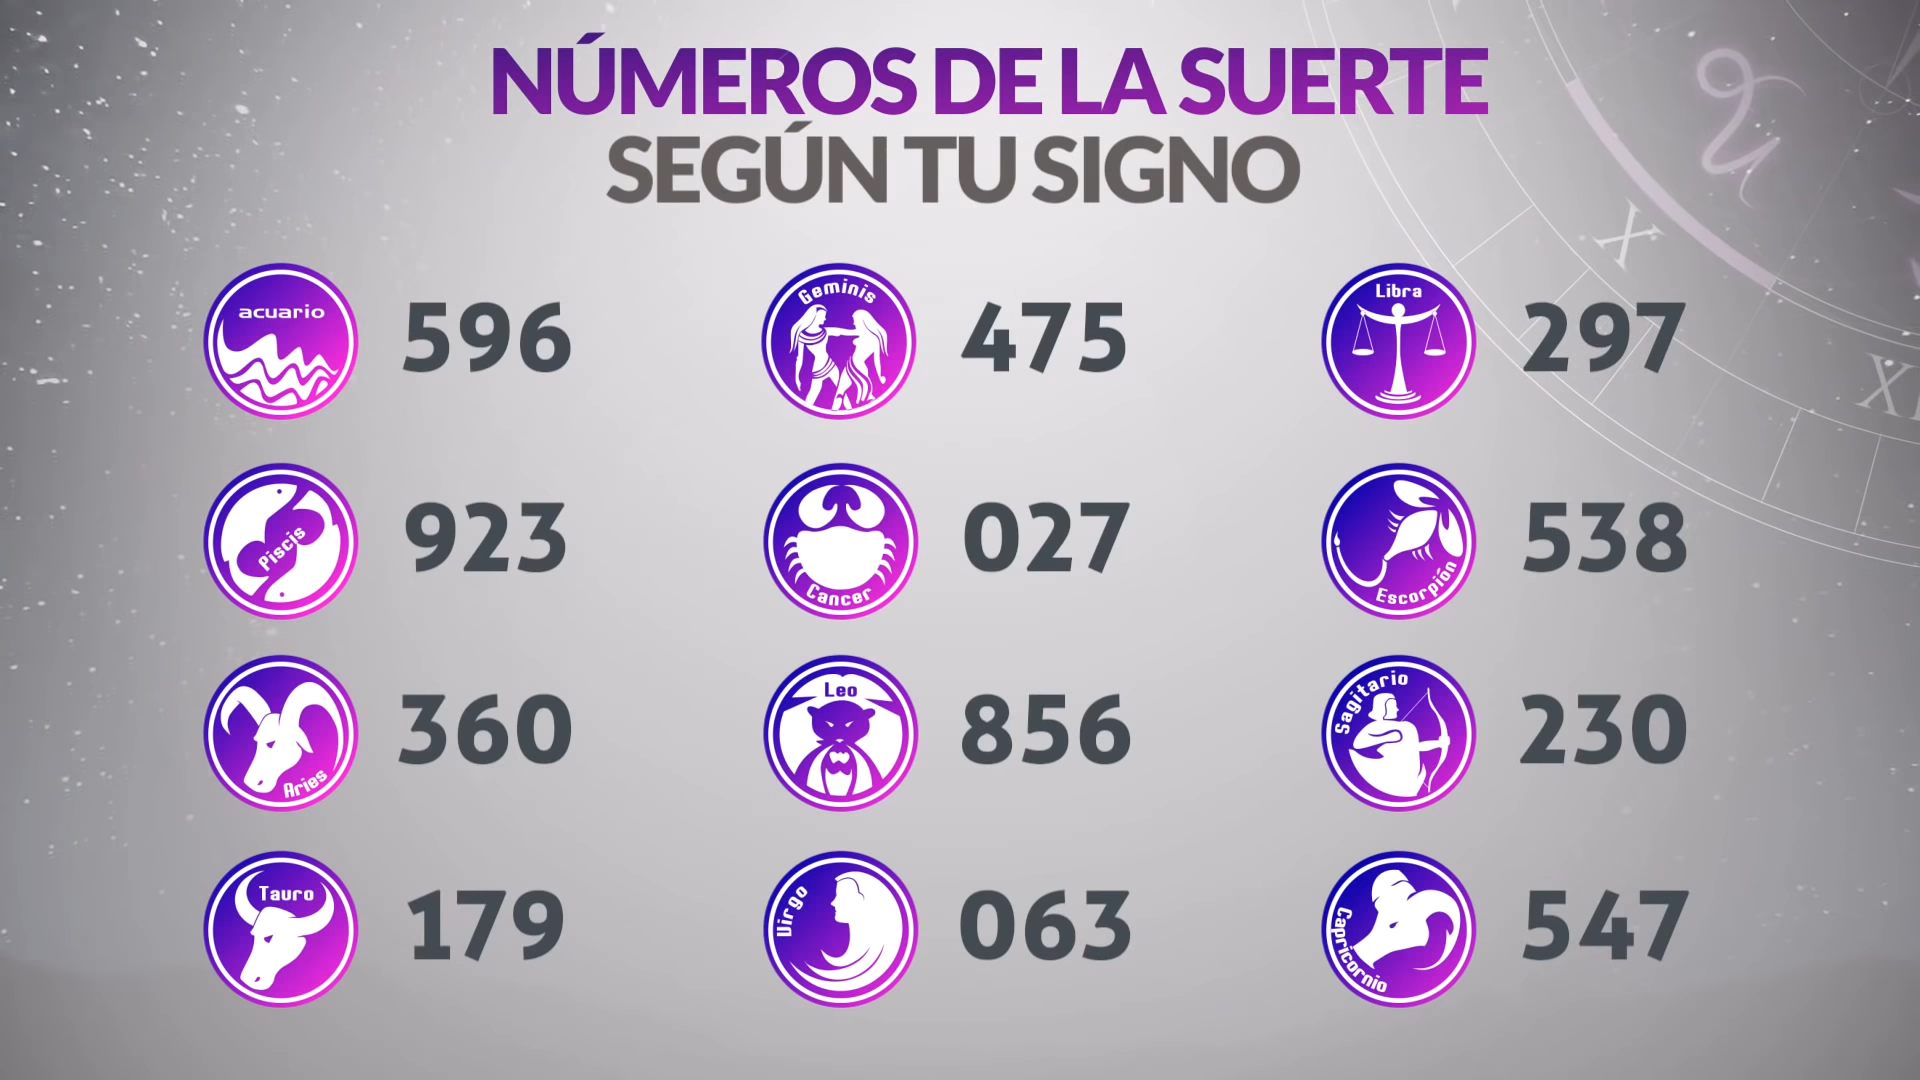 NÚMEROS DE LA SUERTE
SEGÚN TU SIGNO
acuario 596
Geminis 475
Libra 297
Piscis 923
Cancer 027
Escorpión 538
Aries 360
Leo 856
Sagitario 230
Tauro 179
Virgo 063
Capricornio 547
X